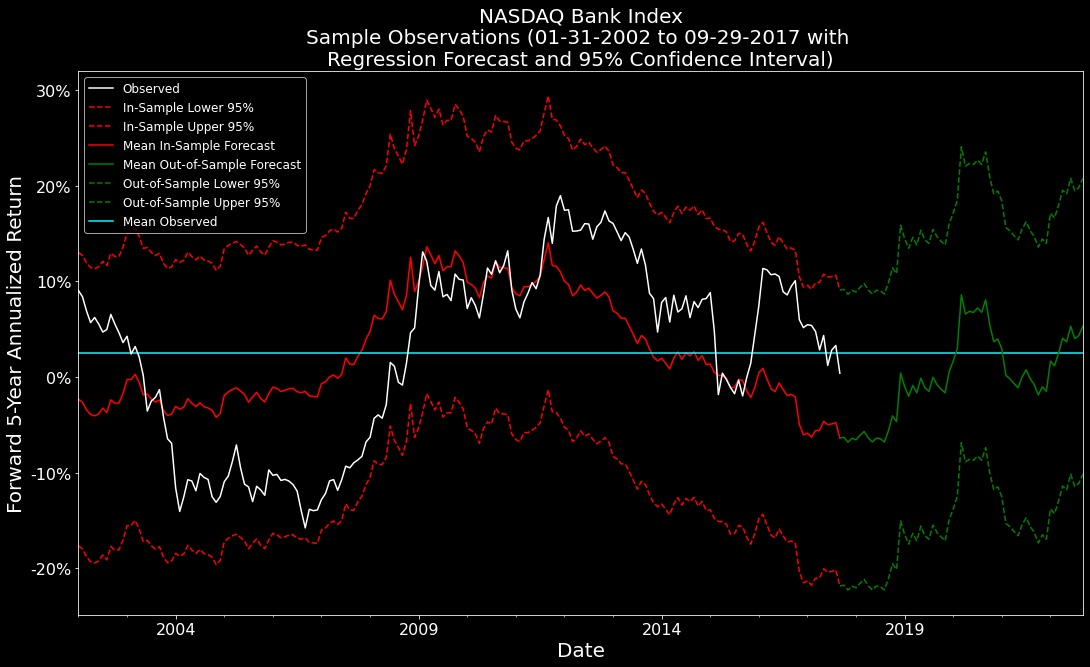 NASDAQ Bank Index
Sample Observations (01-31-2002 to 09-29-2017 with
Regression Forecast and 95% Confidence Interval)
Observed
In-Sample Lower 95%
In-Sample Upper 95%
Mean In-Sample Forecast
Mean Out-of-Sample Forecast
Out-of-Sample Lower 95%
Out-of-Sample Upper 95%
Mean Observed
Forward 5-Year Annualized Return
30%
20%
10%
0%
-10%
-20%
2004
2009
2014
2019
Date